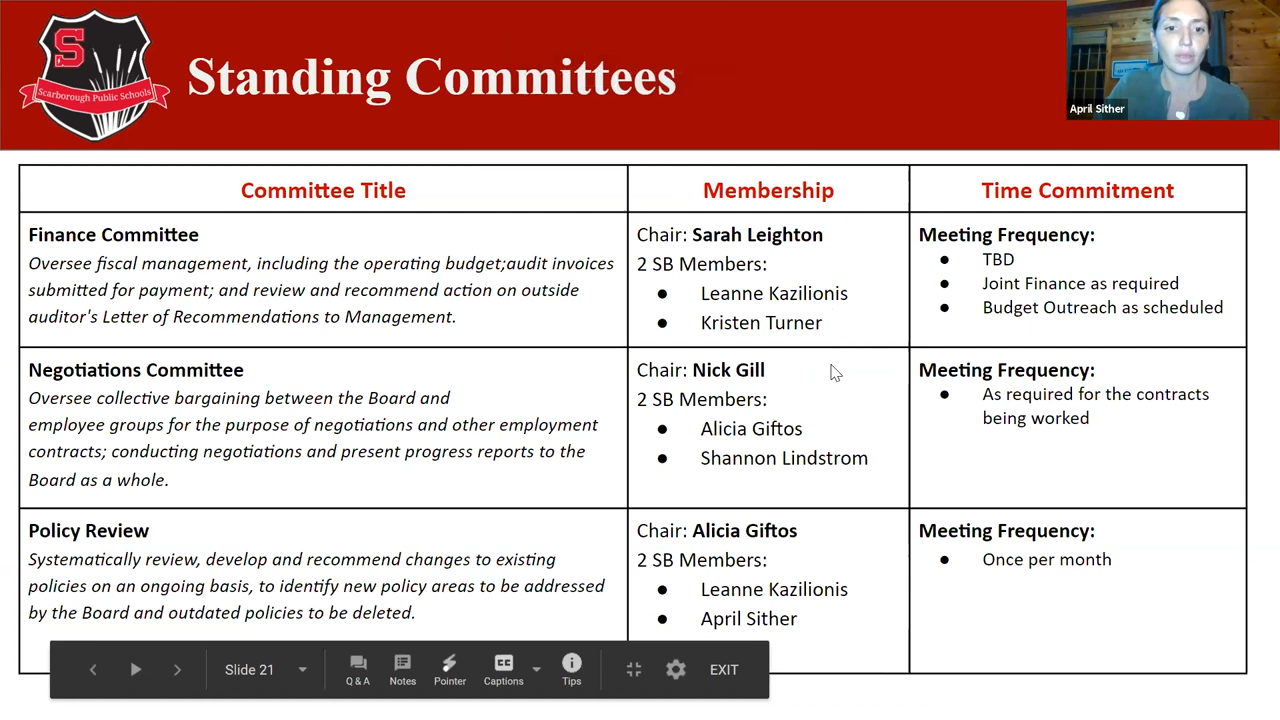 S
Scarborough Public Schools
Standing Committees
April Sither
Committee Title
Membership
Time Commitment
Finance Committee
Oversee fiscal management, including the operating budget;audit invoices
submitted for payment; and review and recommend action on outside
auditor's Letter of Recommendations to Management.
Chair: Sarah Leighton
2 SB Members:
● Leanne Kazilionis
● Kristen Turner
Meeting Frequency:
● TBD
● Joint Finance as required
● Budget Outreach as scheduled
Negotiations Committee
Oversee collective bargaining between the Board and
employee groups for the purpose of negotiations and other employment
contracts; conducting negotiations and present progress reports to the
Board as a whole.
Chair: Nick Gill
2 SB Members:
● Alicia Giftos
● Shannon Lindstrom
Meeting Frequency:
● As required for the contracts
being worked
Policy Review
Systematically review, develop and recommend changes to existing
policies on an ongoing basis, to identify new policy areas to be addressed
by the Board and outdated policies to be deleted.
Chair: Alicia Giftos
2 SB Members:
● Leanne Kazilionis
● April Sither
Meeting Frequency:
● Once per month
Slide 21
Q & A
Notes
Pointer
CC
Captions
Tips
EXIT